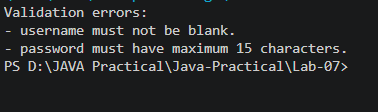 Validation errors:
- username must not be blank.
- password must have maximum 15 characters.
PS D:\JAVA Practical\Java-Practical\Lab-07>